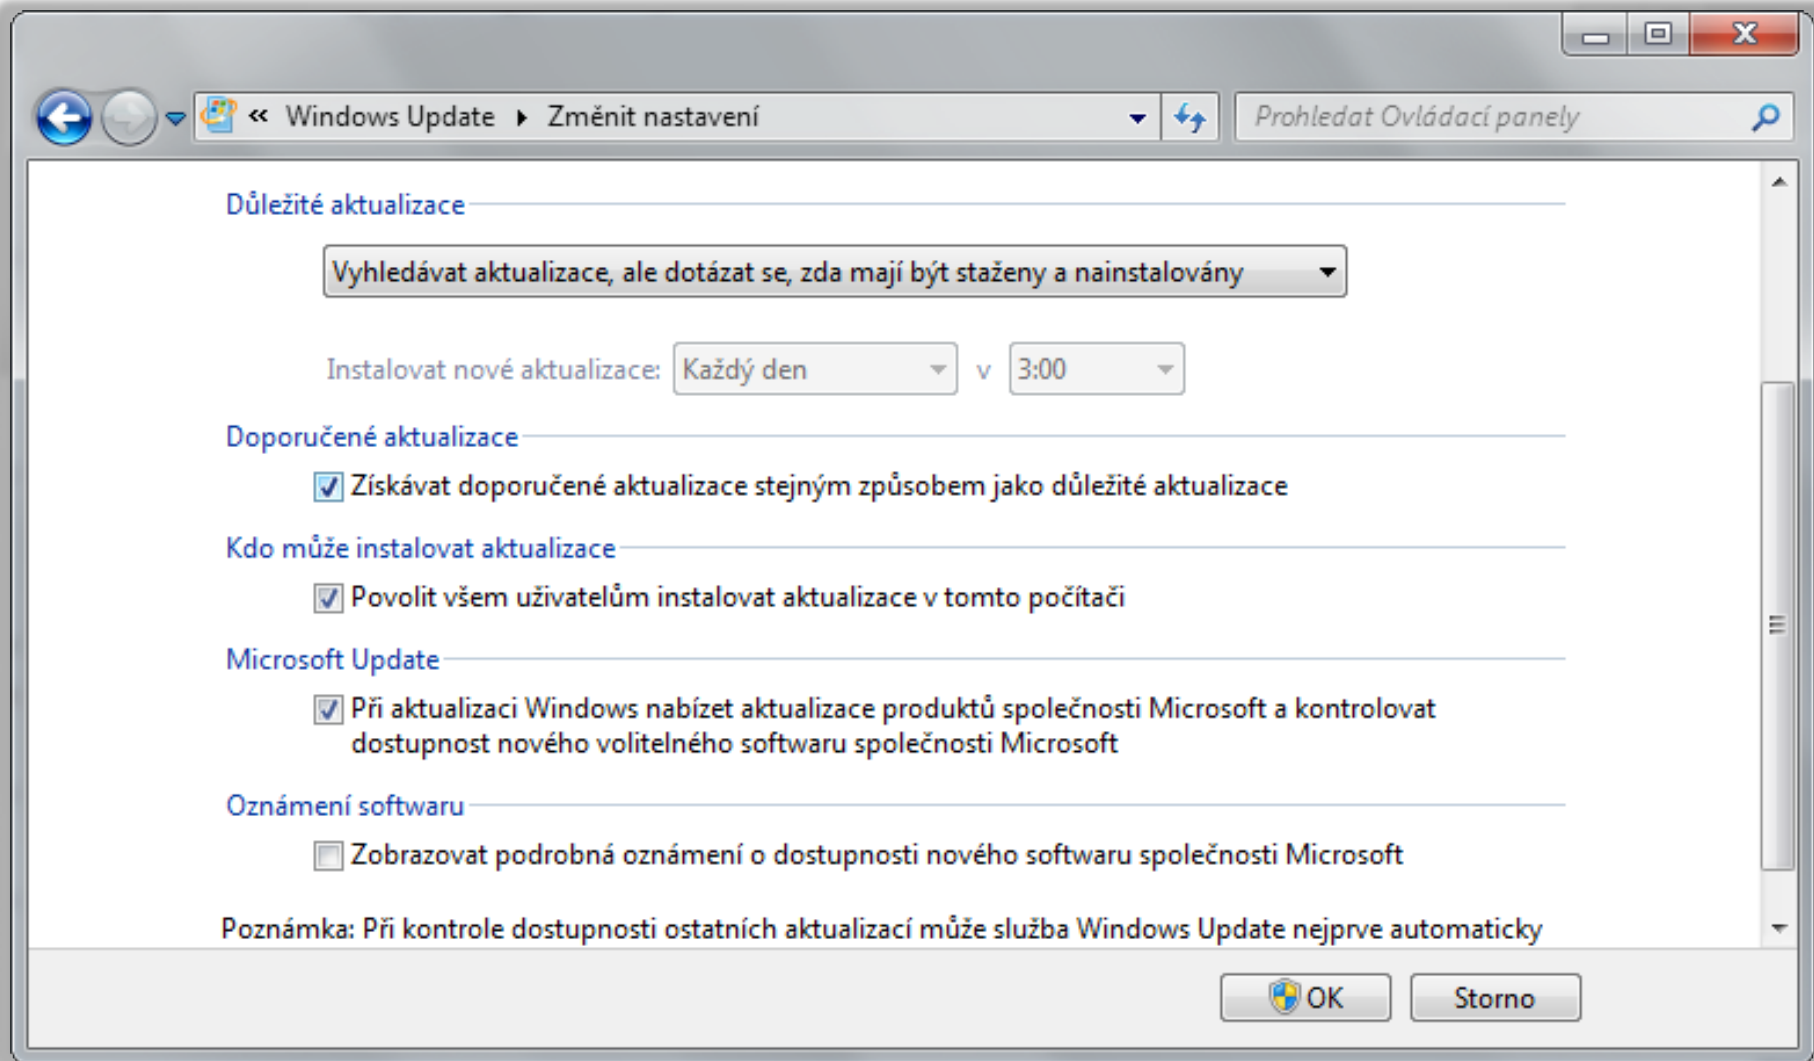 « Windows Update ▸ Změnit nastavení
Prohledat Ovládací panely
Důležité aktualizace
Vyhledávat aktualizace, ale dotázat se, zda mají být staženy a nainstalovány
Instalovat nové aktualizace: Každý den v 3:00
Doporučené aktualizace
Získávat doporučené aktualizace stejným způsobem jako důležité aktualizace
Kdo může instalovat aktualizace
Povolit všem uživatelům instalovat aktualizace v tomto počítači
Microsoft Update
Při aktualizaci Windows nabízet aktualizace produktů společnosti Microsoft a kontrolovat
dostupnost nového volitelného softwaru společnosti Microsoft
Oznámení softwaru
Zobrazovat podrobná oznámení o dostupnosti nového softwaru společnosti Microsoft
Poznámka: Při kontrole dostupnosti ostatních aktualizací může služba Windows Update nejprve automaticky
OK
Storno